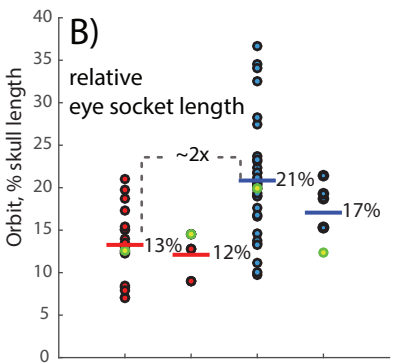 B)
relative
eye socket length
Orbit, % skull length
40
35
30
25
20
15
10
5
0
~2x
13%
12%
21%
17%